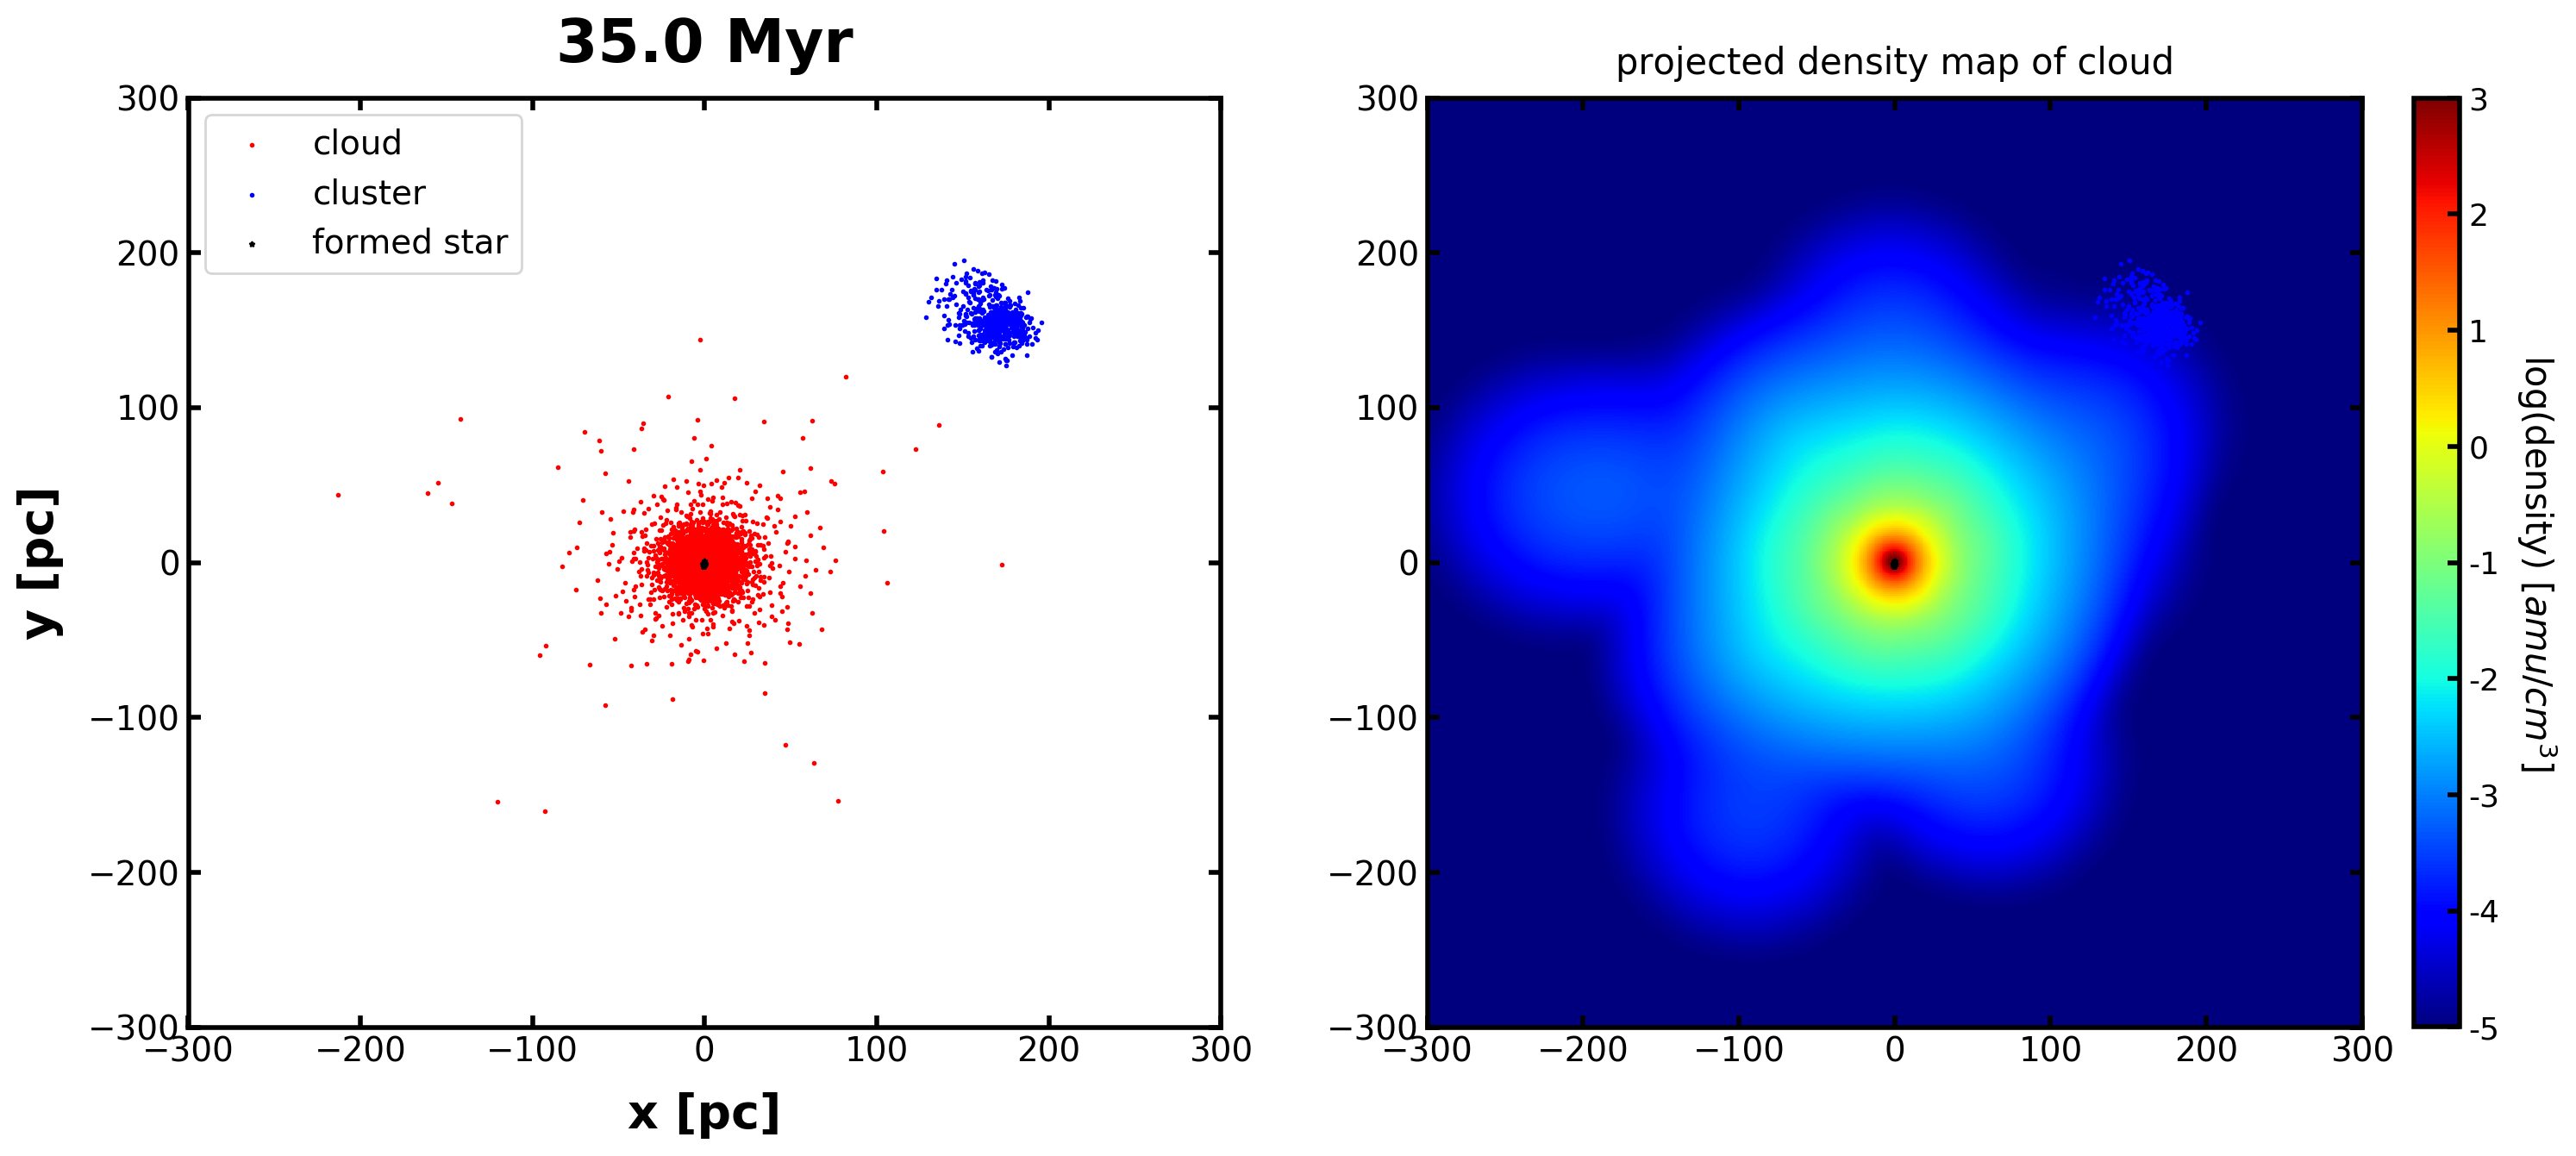 35.0 Myr
cloud
cluster
formed star
300
200
100
0
−100
−200
−300
y [pc]
−300 −200 −100 0 100 200 300
x [pc]
projected density map of cloud
300
200
100
0
−100
−200
−300
−300 −200 −100 0 100 200 300
3
2
1
0
-1
-2
-3
-4
-5
log(density) [amu/cm³]